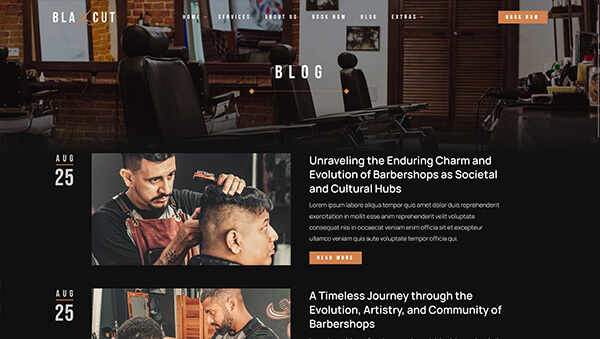 BLA CUT
HOME SERVICES ABOUT US BOOK NOW BLOG EXTRAS BOOK NOW
BLOG
AUG
25
Unraveling the Enduring Charm and
Evolution of Barbershops as Societal
and Cultural Hubs
Lorem ipsum labore aliqua tempor quis amet dolor duis reprehenderit
exercitation in mollit esse anim reprehenderit velit voluptate
consequat nisi in occaecat veniam enim officia sit et excepteur
ullamco veniam quis aute voluptate tempor officia qui.
READ MORE
AUG
25
A Timeless Journey through the
Evolution, Artistry, and Community of
Barbershops